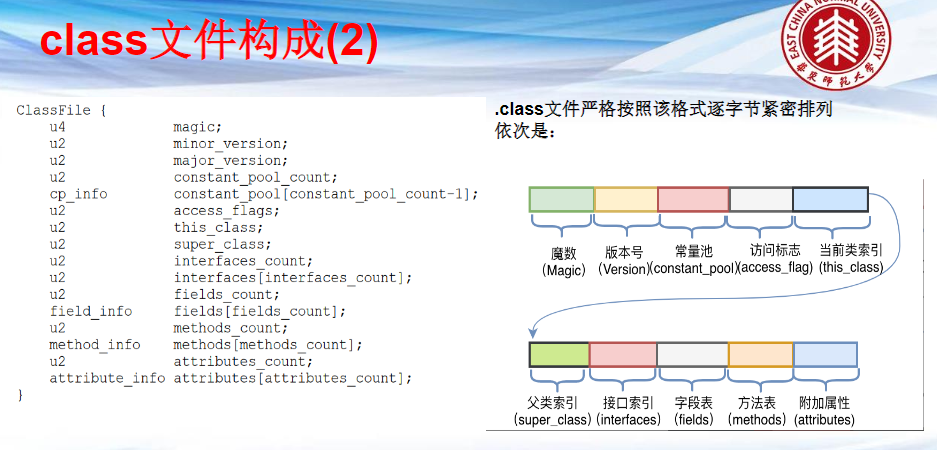 class文件构成(2)
EAST CHINA NORMAL UNIVERSITY
華東師範大學
ClassFile {
u4 magic;
u2 minor_version;
u2 major_version;
u2 constant_pool_count;
cp_info constant_pool[constant_pool_count-1];
u2 access_flags;
u2 this_class;
u2 super_class;
u2 interfaces_count;
u2 interfaces[interfaces_count];
u2 fields_count;
field_info fields[fields_count];
u2 methods_count;
method_info methods[methods_count];
u2 attributes_count;
attribute_info attributes[attributes_count];
}
.class文件严格按照该格式逐字节紧密排列
依次是：
魔数 版本号 常量池 访问标志 当前类索引
(Magic) (Version)(constant_pool)(access_flag) (this_class)
父类索引 接口索引 字段表 方法表 附加属性
(super_class) (interfaces) (fields) (methods) (attributes)